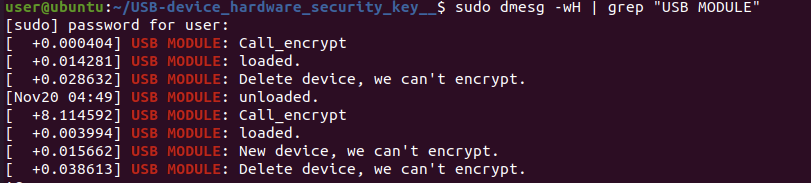 user@ubuntu:~/USB-device_hardware_security_key__$ sudo dmesg -wH | grep "USB MODULE"
[sudo] password for user:
[  +0.000404] USB MODULE: Call_encrypt
[  +0.014281] USB MODULE: loaded.
[  +0.028632] USB MODULE: Delete device, we can't encrypt.
[Nov20 04:49] USB MODULE: unloaded.
[  +8.114592] USB MODULE: Call_encrypt
[  +0.003994] USB MODULE: loaded.
[  +0.015662] USB MODULE: New device, we can't encrypt.
[  +0.038613] USB MODULE: Delete device, we can't encrypt.